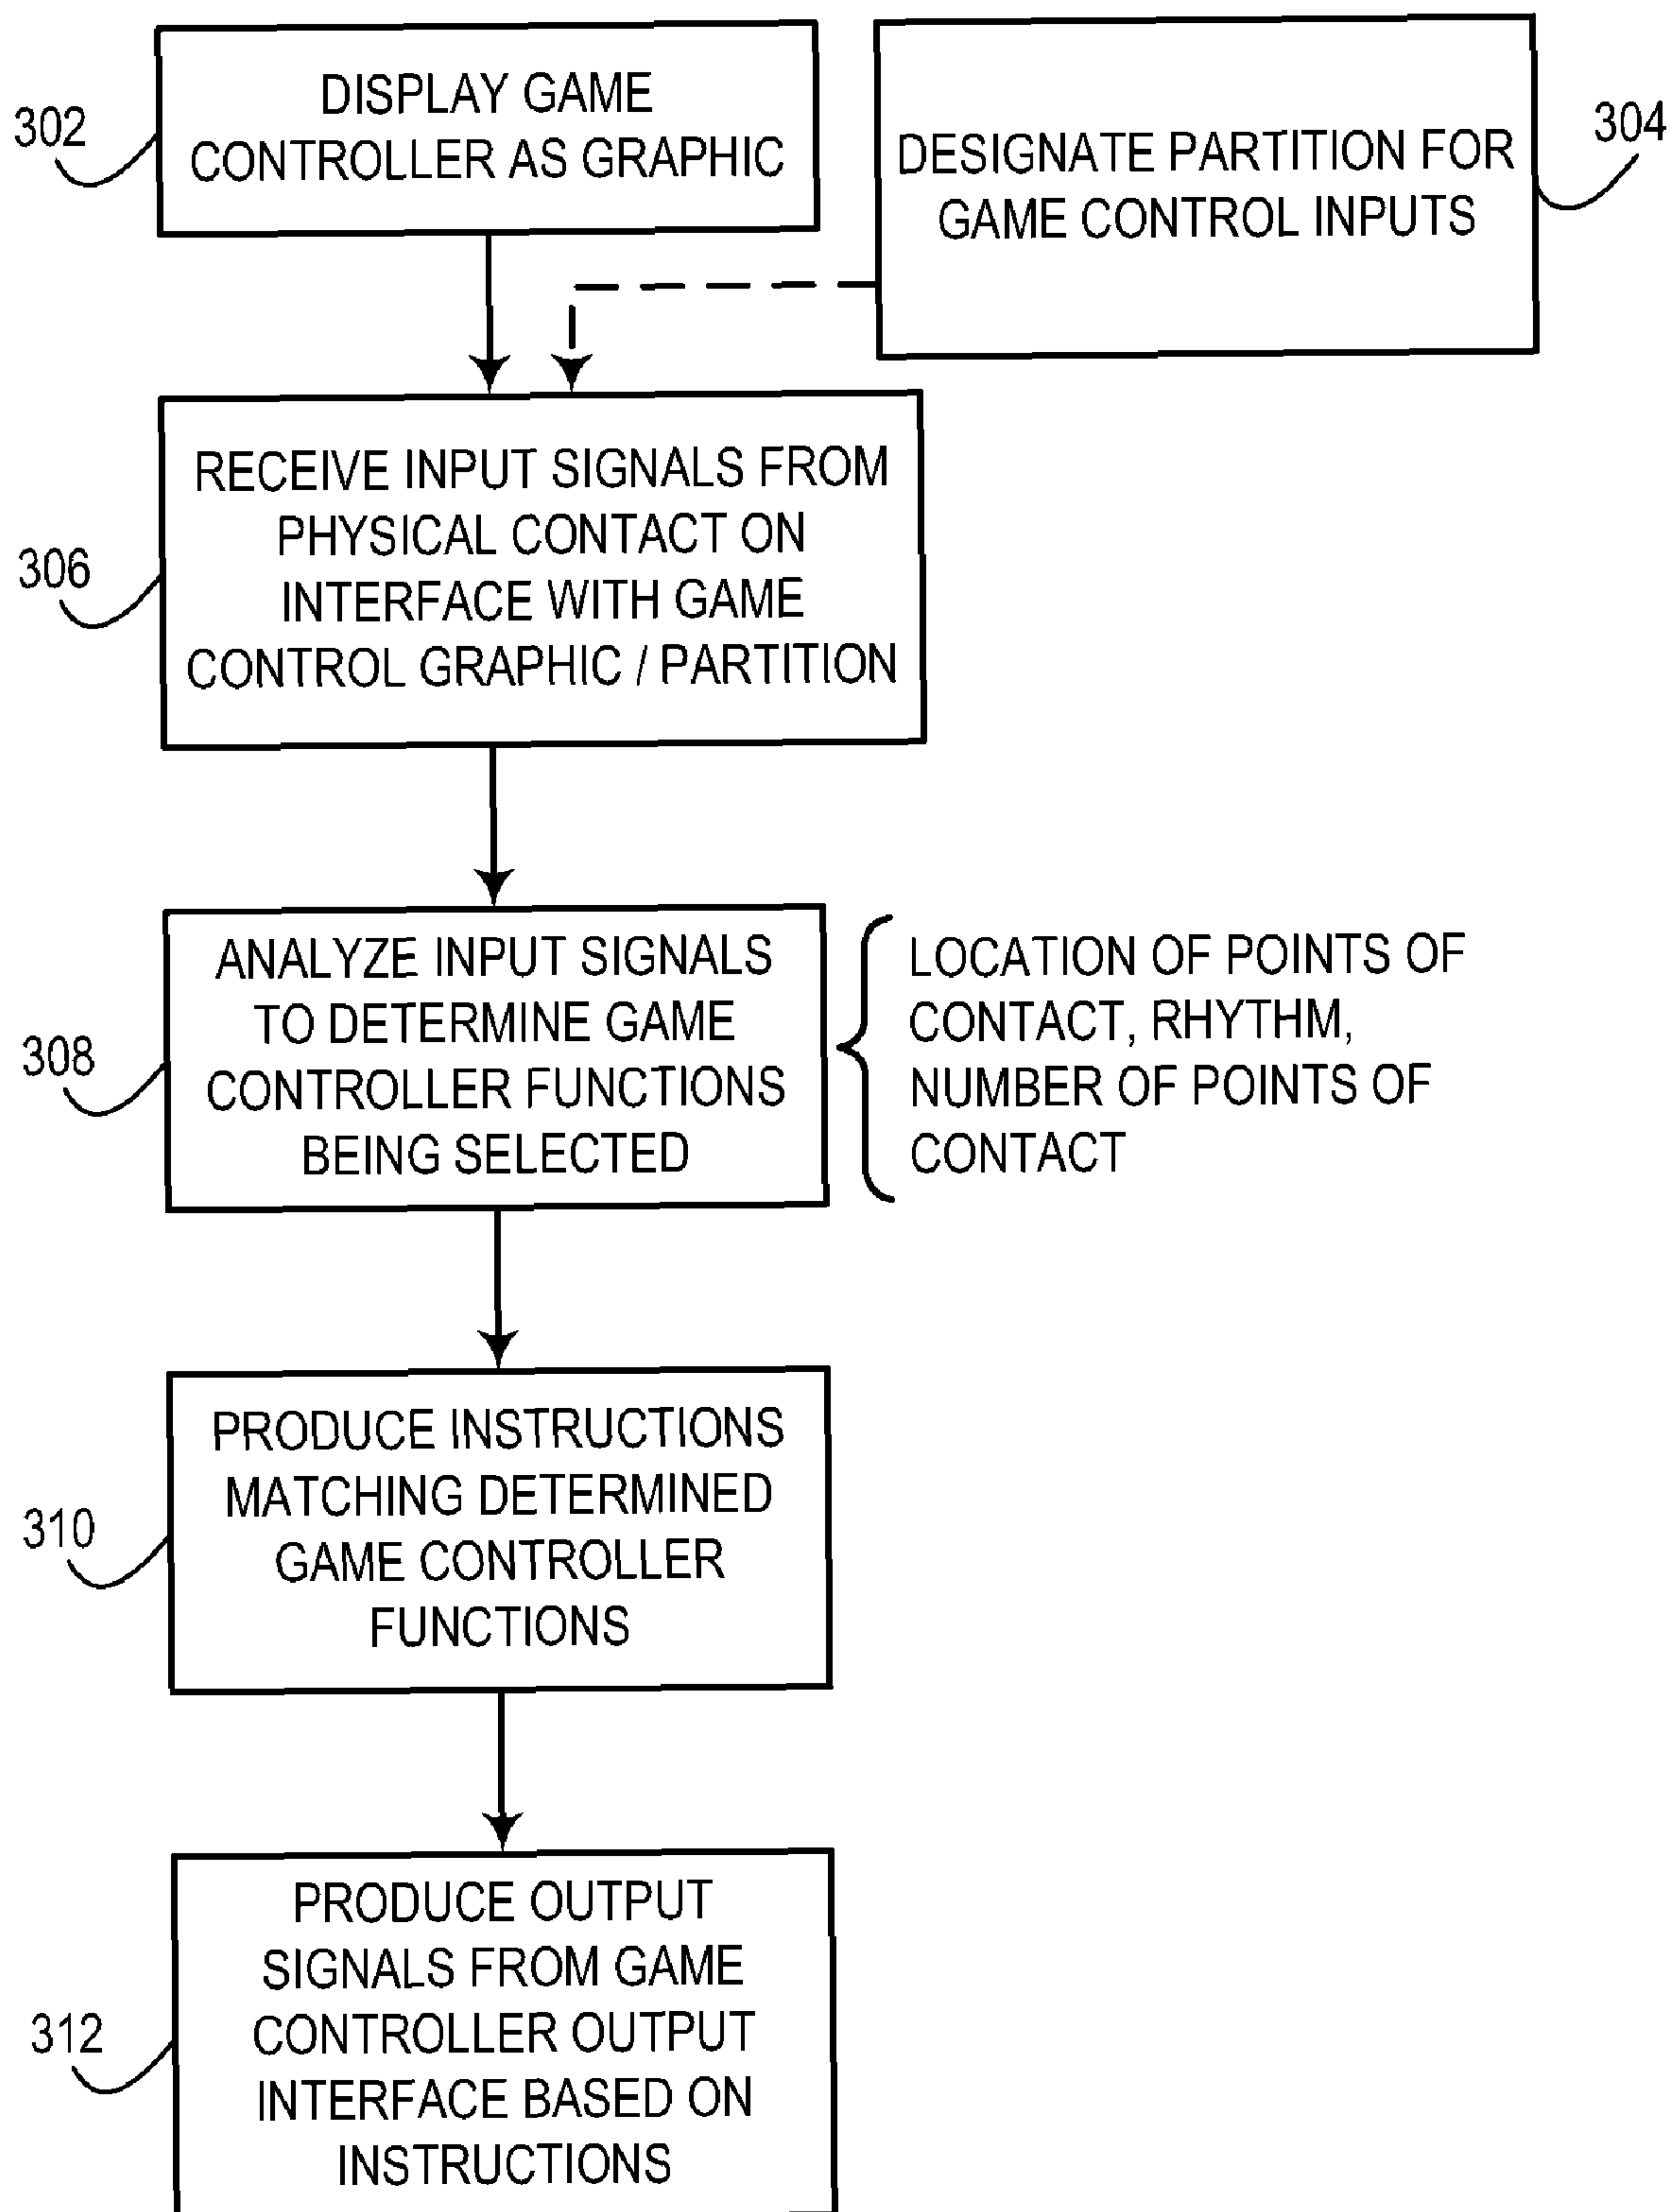 302
DISPLAY GAME
CONTROLLER AS GRAPHIC
304
DESIGNATE PARTITION FOR
GAME CONTROL INPUTS
306
RECEIVE INPUT SIGNALS FROM
PHYSICAL CONTACT ON
INTERFACE WITH GAME
CONTROL GRAPHIC / PARTITION
308
ANALYZE INPUT SIGNALS
TO DETERMINE GAME
CONTROLLER FUNCTIONS
BEING SELECTED
LOCATION OF POINTS OF
CONTACT, RHYTHM,
NUMBER OF POINTS OF
CONTACT
310
PRODUCE INSTRUCTIONS
MATCHING DETERMINED
GAME CONTROLLER
FUNCTIONS
312
PRODUCE OUTPUT
SIGNALS FROM GAME
CONTROLLER OUTPUT
INTERFACE BASED ON
INSTRUCTIONS